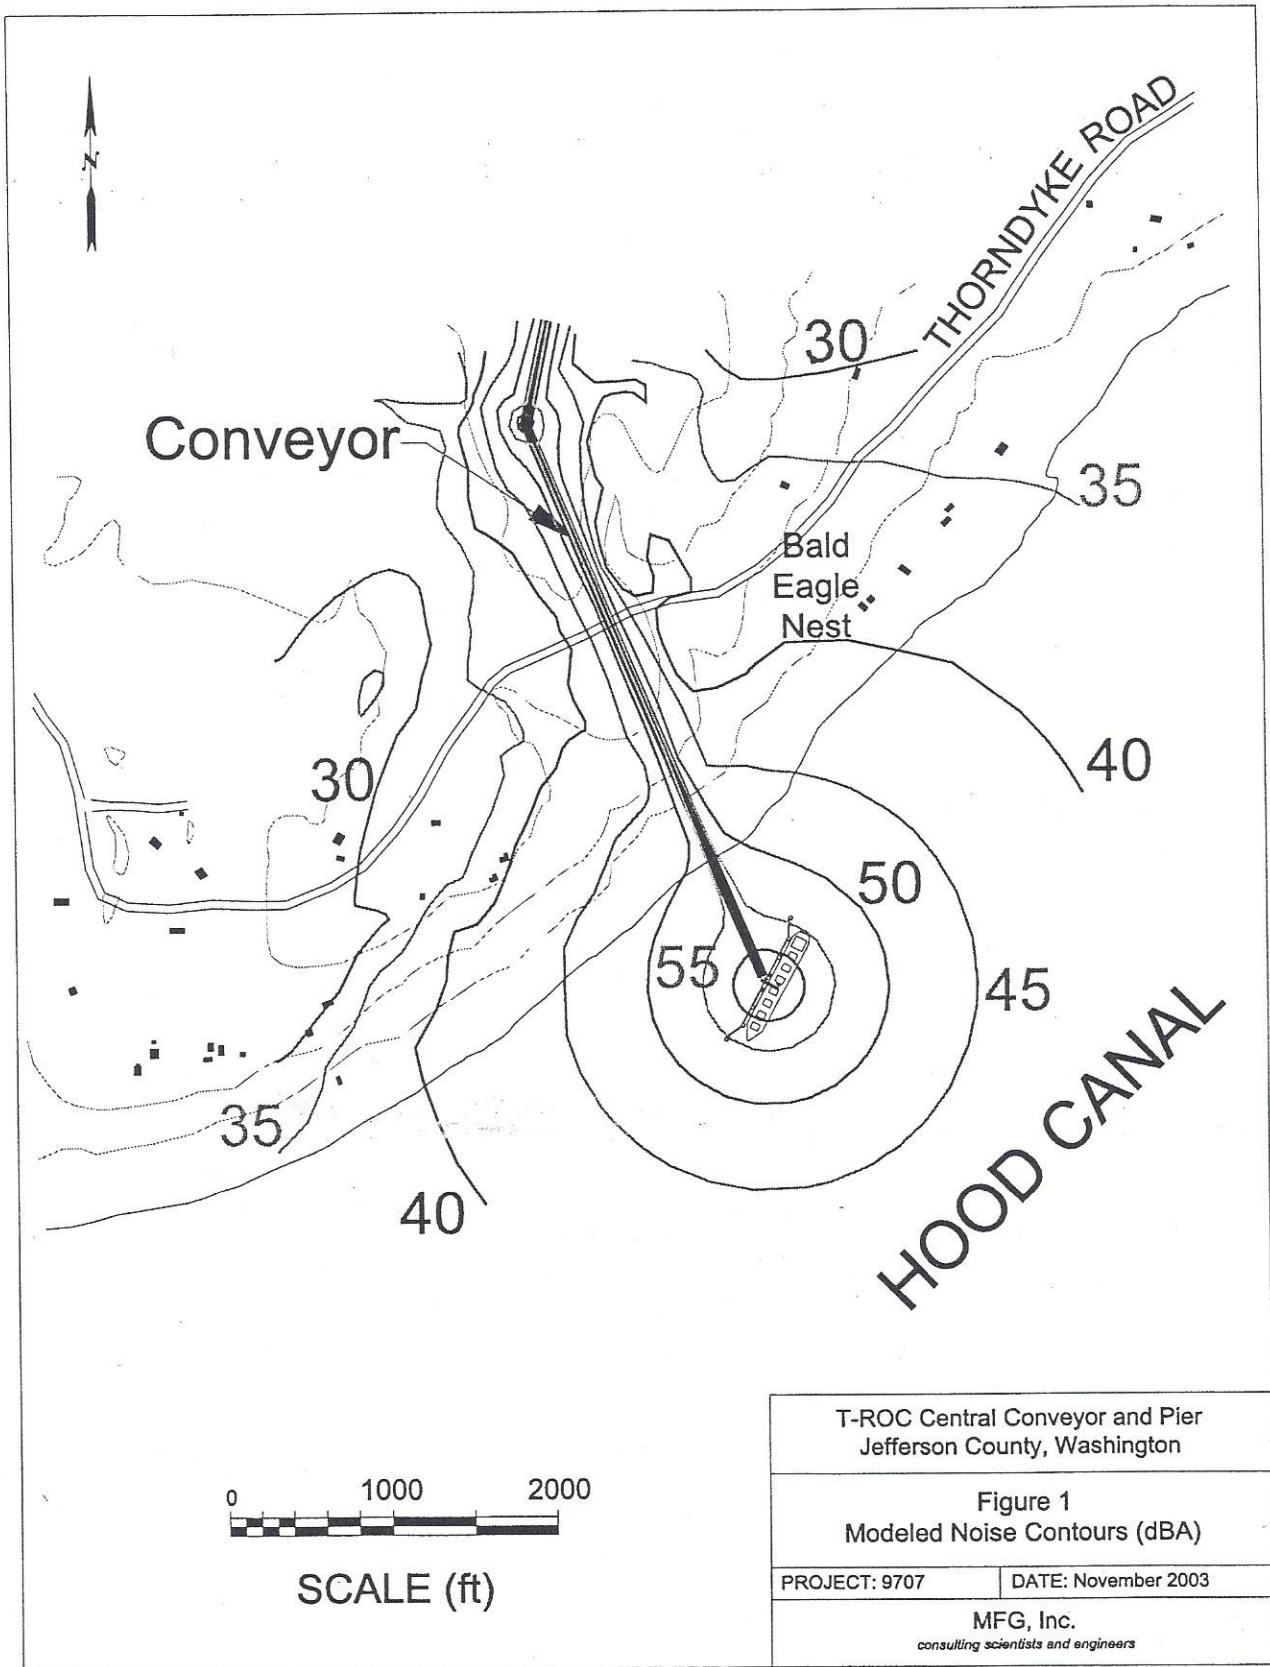 N
THORNDYKE ROAD
30
Conveyor
35
Bald
Eagle
Nest
30
40
50
55
45
35
40
HOOD CANAL
0 1000 2000
SCALE (ft)
T-ROC Central Conveyor and Pier
Jefferson County, Washington
Figure 1
Modeled Noise Contours (dBA)
PROJECT: 9707
DATE: November 2003
MFG, Inc.
consulting scientists and engineers